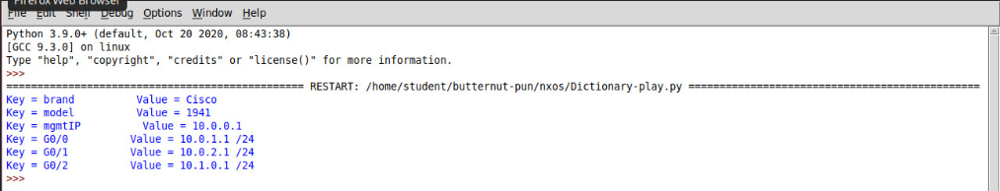 Firefox Web Browser
File Edit Shell Debug Options Window Help
Python 3.9.0+ (default, Oct 20 2020, 08:43:38)
[GCC 9.3.0] on linux
Type "help", "copyright", "credits" or "license()" for more information.
>>>
================================================ RESTART: /home/student/butternut-pun/nxos/Dictionary-play.py ===============================================
Key = brand          Value = Cisco
Key = model          Value = 1941
Key = mgmtIP          Value = 10.0.0.1
Key = G0/0          Value = 10.0.1.1 /24
Key = G0/1          Value = 10.0.2.1 /24
Key = G0/2          Value = 10.1.0.1 /24
>>>